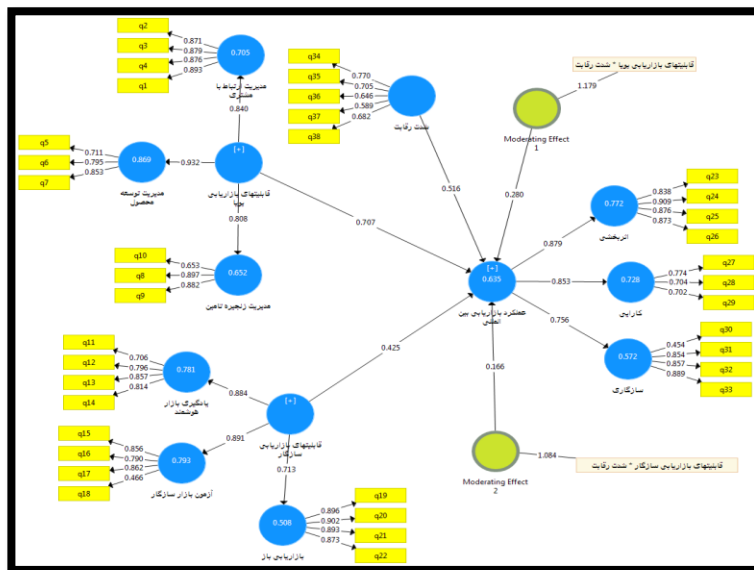 q2
q3
q4
q1
0.871
0.879
0.876
0.893
0.705
مدیریت ارتباط با
مشتری
0.840
q5
q6
q7
0.711
0.795
0.853
0.869
مدیریت توسعه
محصول
0.932
[+]
قابلیتهای بازاریابی
پویا
0.808
q10
q8
q9
0.653
0.897
0.882
0.652
مدیریت زنجیره تامین
q34
q35
q36
q37
q38
0.770
0.705
0.646
0.589
0.682
شدت رقابت
0.516
0.707
قابلیتهای بازاریابی پویا * شدت رقابت
1.179
Moderating Effect
1
0.280
[+]
0.635
عملکرد بازاریابی بین
المللی
0.879
0.853
0.756
0.772
اثربخشی
0.838
0.909
0.876
0.873
q23
q24
q25
q26
0.728
کارایی
0.774
0.704
0.702
q27
q28
q29
0.572
سازگاری
0.454
0.854
0.857
0.889
q30
q31
q32
q33
q11
q12
q13
q14
0.706
0.796
0.857
0.814
0.781
یادگیری بازار
هوشمند
0.884
0.425
[+]
قابلیتهای بازاریابی
سازگار
0.891
q15
q16
q17
q18
0.856
0.790
0.862
0.466
0.793
آزمون بازار سازگار
0.713
0.508
بازاریابی باز
0.896
0.902
0.893
0.873
q19
q20
q21
q22
0.166
Moderating Effect
2
1.084
قابلیتهای بازاریابی سازگار * شدت رقابت